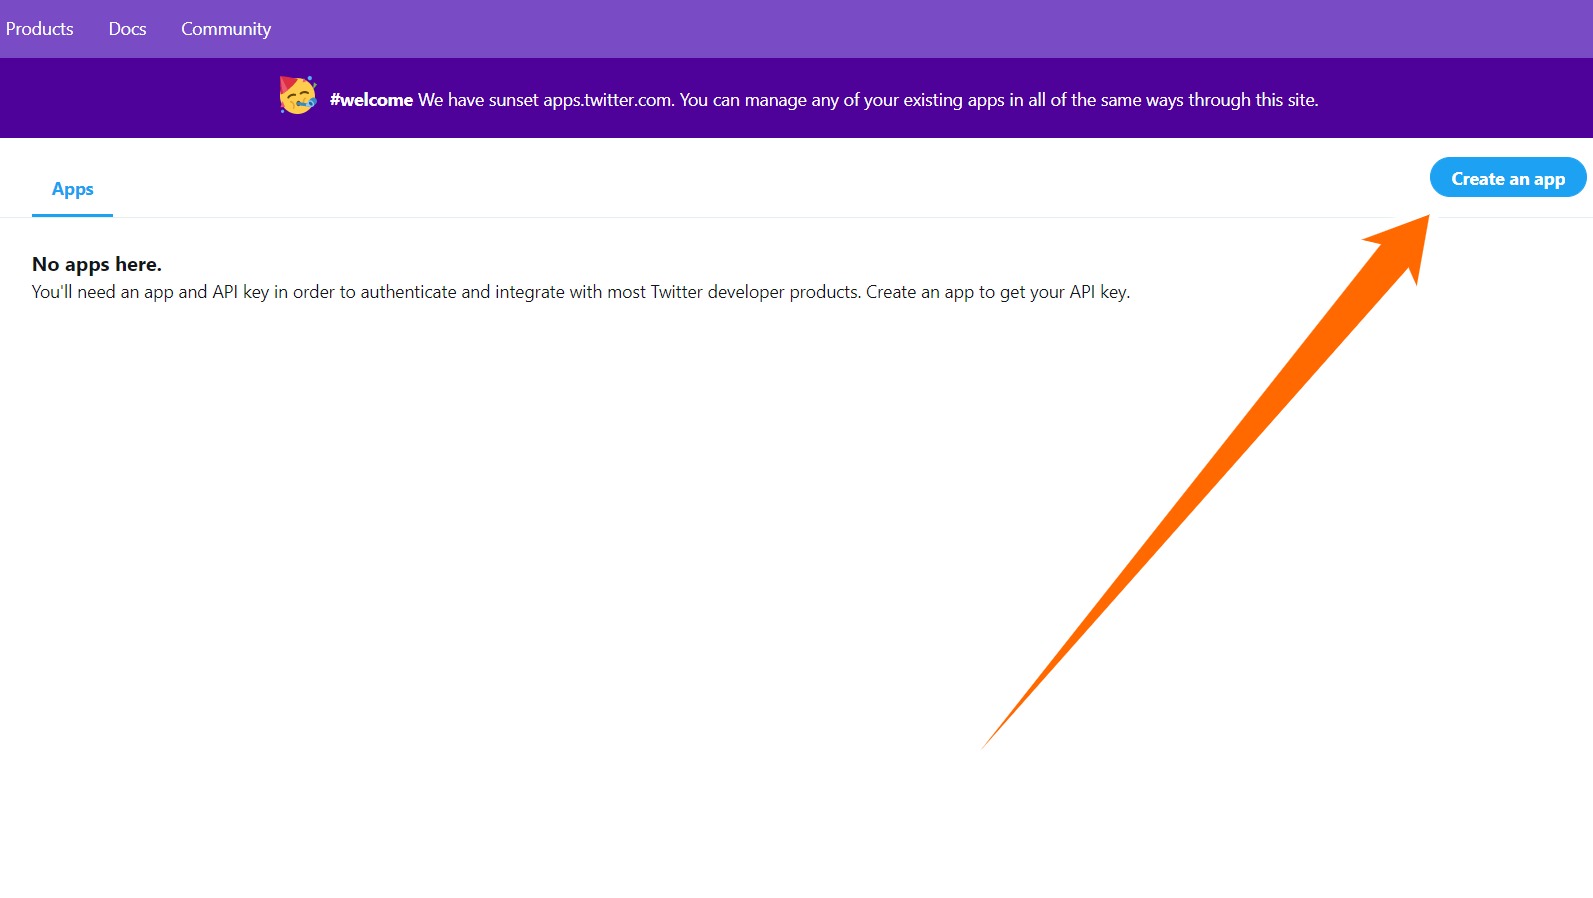 Products Docs Community
#welcome We have sunset apps.twitter.com. You can manage any of your existing apps in all of the same ways through this site.
Apps
Create an app
No apps here.
You'll need an app and API key in order to authenticate and integrate with most Twitter developer products. Create an app to get your API key.